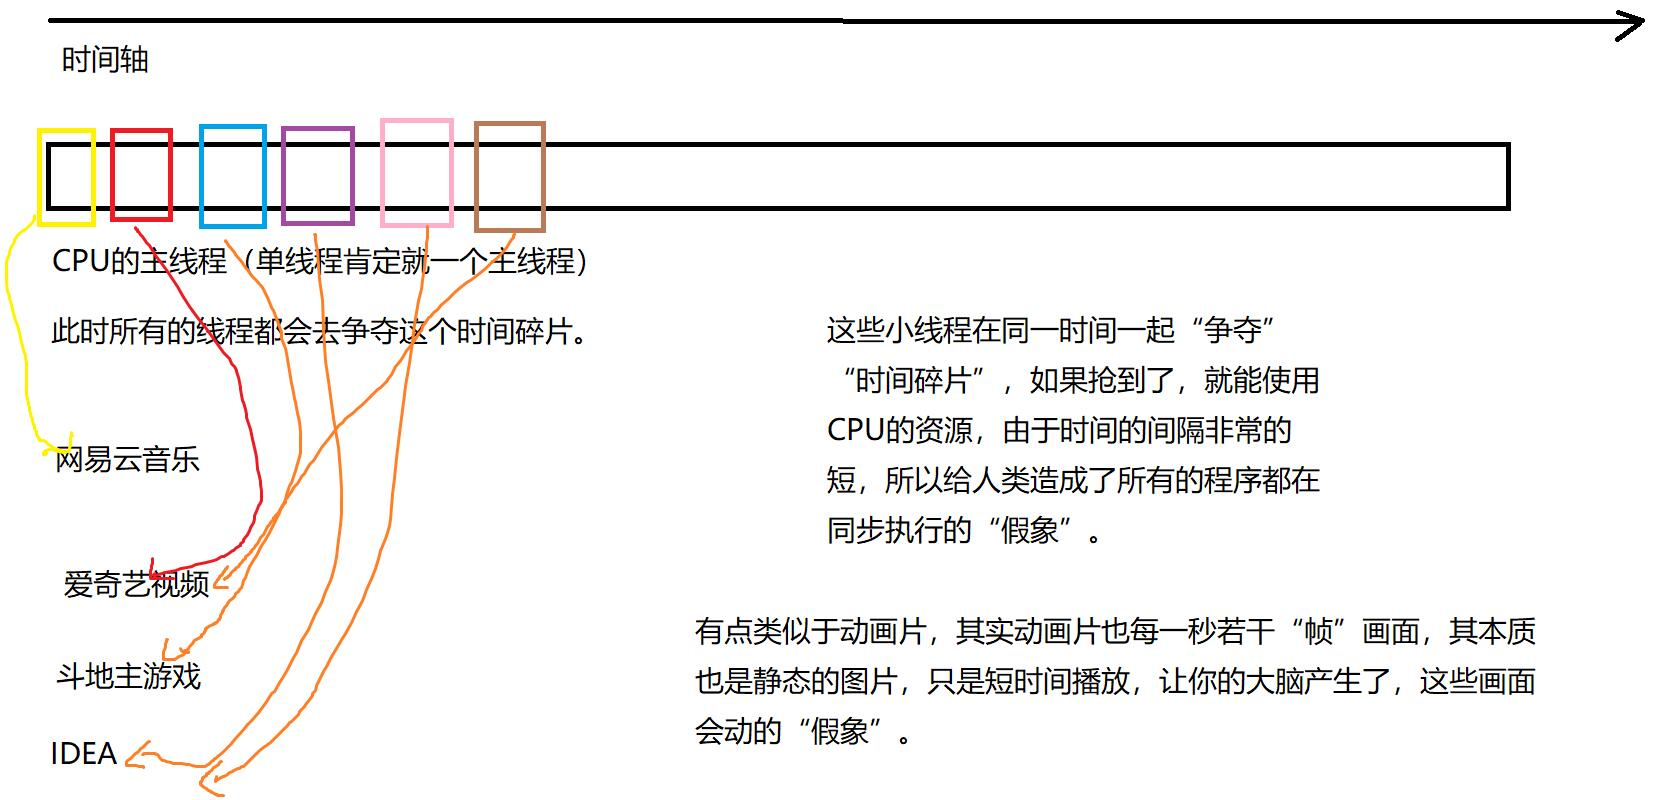 时间轴
CPU的主线程（单线程肯定就一个主线程）
此时所有的线程都会去争夺这个时间碎片。
网易云音乐
爱奇艺视频
斗地主游戏
IDEA
这些小线程在同一时间一起“争夺”
“时间碎片”，如果抢到了，就能使用
CPU的资源，由于时间的间隔非常的
短，所以给人类造成了所有的程序都在
同步执行的“假象”。
有点类似于动画片，其实动画片也每一秒若干“帧”画面，其本质
也是静态的图片，只是短时间播放，让你的大脑产生了，这些画面
会动的“假象”。